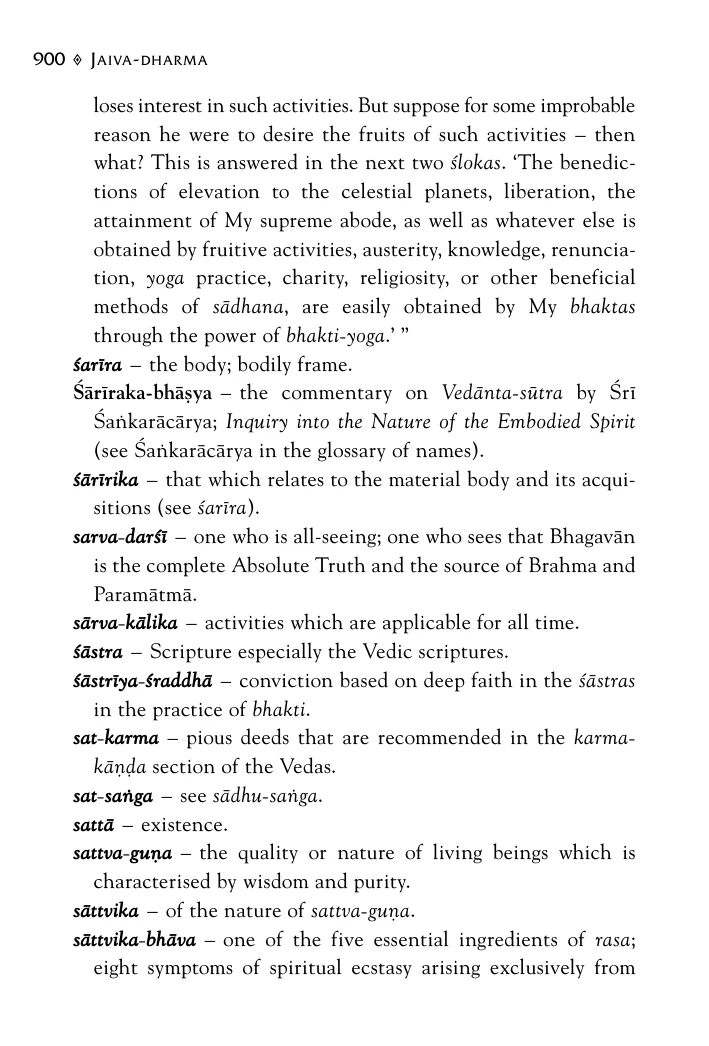 900 ◈ JAIVA-DHARMA
loses interest in such activities. But suppose for some improbable
reason he were to desire the fruits of such activities – then
what? This is answered in the next two ślokas. ‘The benedic-
tions of elevation to the celestial planets, liberation, the
attainment of My supreme abode, as well as whatever else is
obtained by fruitive activities, austerity, knowledge, renuncia-
tion, yoga practice, charity, religiosity, or other beneficial
methods of sādhana, are easily obtained by My bhaktas
through the power of bhakti-yoga.’ ”
śarīra – the body; bodily frame.
Śārīraka-bhāṣya – the commentary on Vedānta-sūtra by Śrī
Śaṅkarācārya; Inquiry into the Nature of the Embodied Spirit
(see Śaṅkarācārya in the glossary of names).
śārīrika – that which relates to the material body and its acqui-
sitions (see śarīra).
sarva-darśī – one who is all-seeing; one who sees that Bhagavān
is the complete Absolute Truth and the source of Brahma and
Paramātmā.
sārva-kālika – activities which are applicable for all time.
śāstra – Scripture especially the Vedic scriptures.
śāstrīya-śraddhā – conviction based on deep faith in the śāstras
in the practice of bhakti.
sat-karma – pious deeds that are recommended in the karma-
kāṇḍa section of the Vedas.
sat-saṅga – see sādhu-saṅga.
sattā – existence.
sattva-guṇa – the quality or nature of living beings which is
characterised by wisdom and purity.
sāttvika – of the nature of sattva-guṇa.
sāttvika-bhāva – one of the five essential ingredients of rasa;
eight symptoms of spiritual ecstasy arising exclusively from